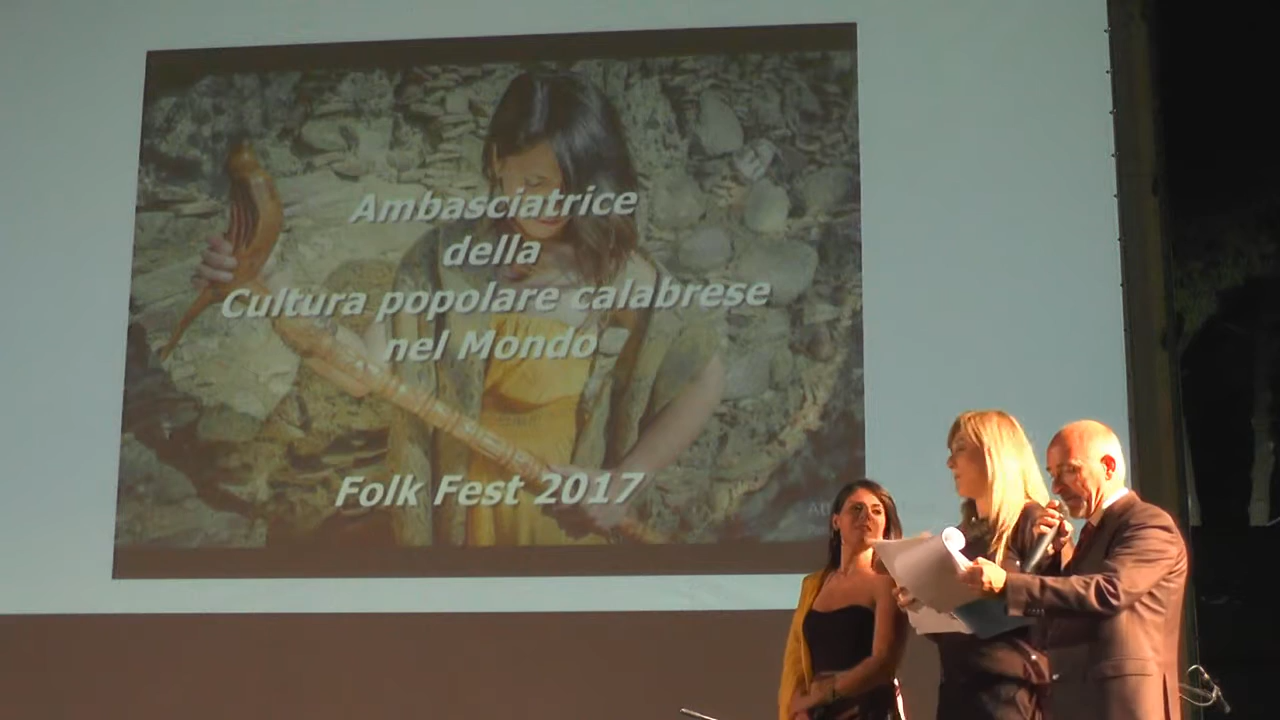 Ambasciatrice
della
Cultura popolare calabrese
nel Mondo
Folk Fest 2017